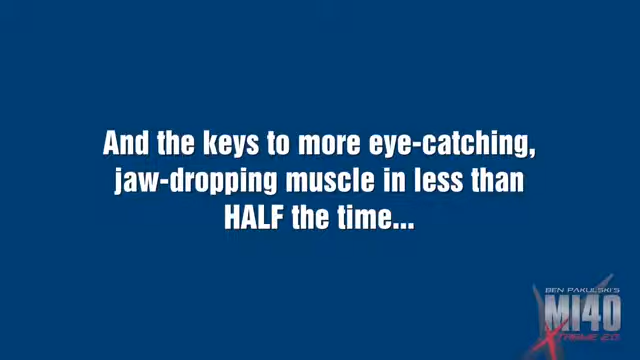 And the keys to more eye-catching,
jaw-dropping muscle in less than
HALF the time...
BEN PAKULSKI'S
MI40
XTREME 2.0